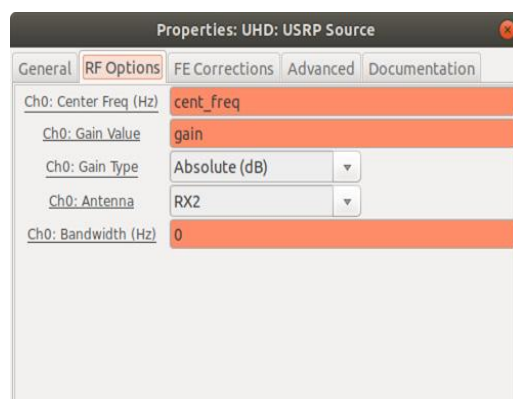 Properties: UHD: USRP Source
General RF Options FE Corrections Advanced Documentation
Ch0: Center Freq (Hz) cent_freq
Ch0: Gain Value gain
Ch0: Gain Type Absolute (dB)
Ch0: Antenna RX2
Ch0: Bandwidth (Hz) 0